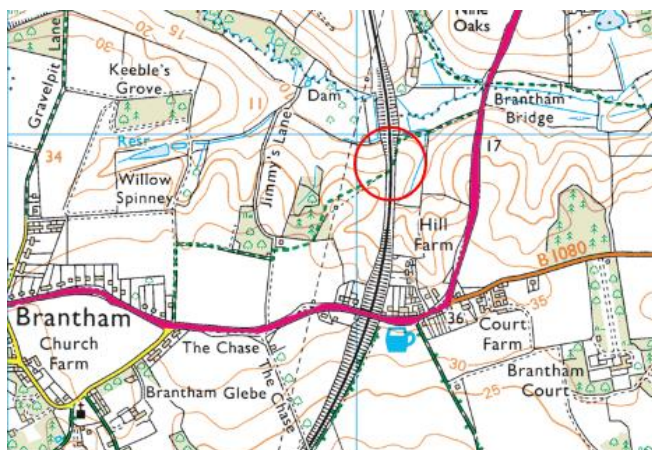 Nine
Oaks
Gravelpit Lane
Keeble's
Grove
11
10
Dam
Brantham
Bridge
20
15
30
Resr
34
Willow
Spinney
Jimmy's Lane
17
Hill
Farm
B 1080
35
36
Court
Farm
Brantham
Church
Farm
The Chase
The Chase
Brantham Glebe
30
25
Brantham
Court